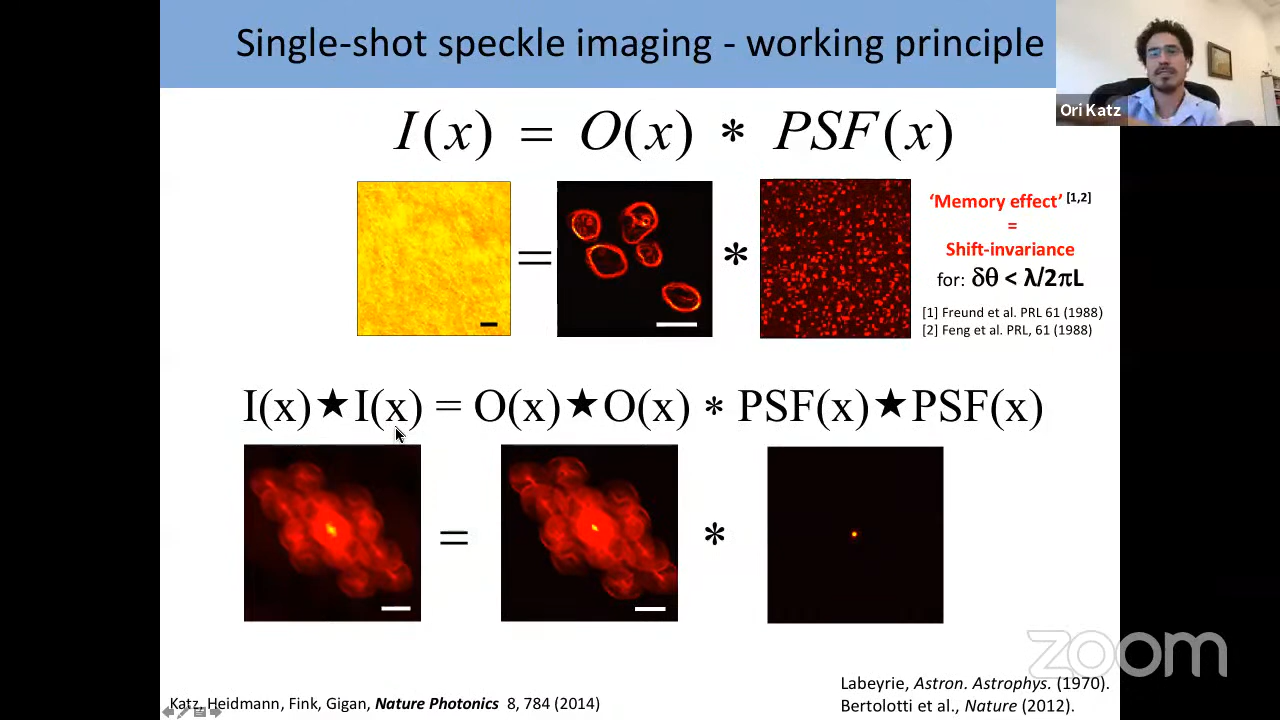 Single-shot speckle imaging - working principle
Ori Katz
I(x) = O(x) * PSF(x)
= *
‘Memory effect’ [1,2]
=
Shift-invariance
for: δθ < λ/2πL
[1] Freund et al. PRL 61 (1988)
[2] Feng et al. PRL, 61 (1988)
I(x)★I(x) = O(x)★O(x) * PSF(x)★PSF(x)
= *
zoom
Labeyrie, Astron. Astrophys. (1970).
Bertolotti et al., Nature (2012).
Katz, Heidmann, Fink, Gigan, Nature Photonics 8, 784 (2014)